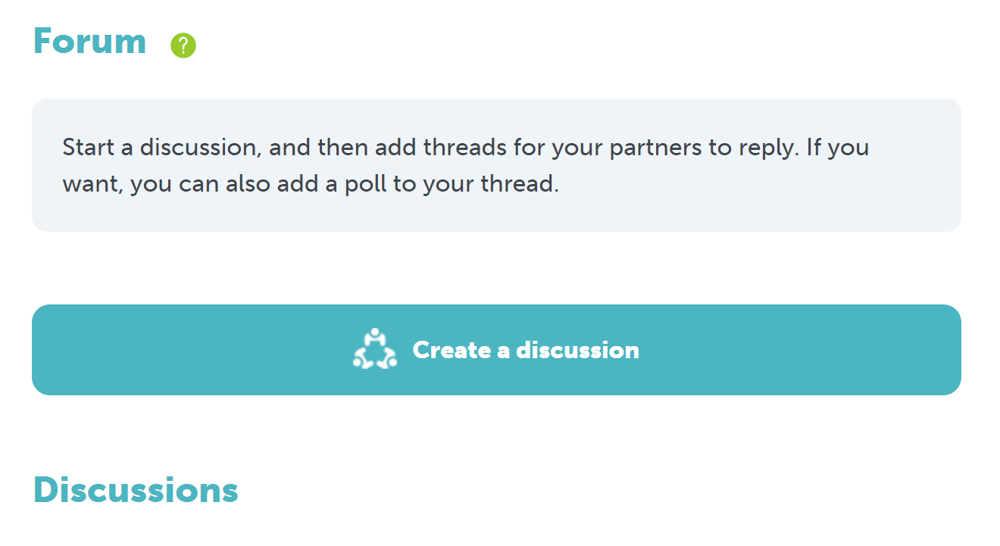 Forum ?
Start a discussion, and then add threads for your partners to reply. If you
want, you can also add a poll to your thread.
Create a discussion
Discussions